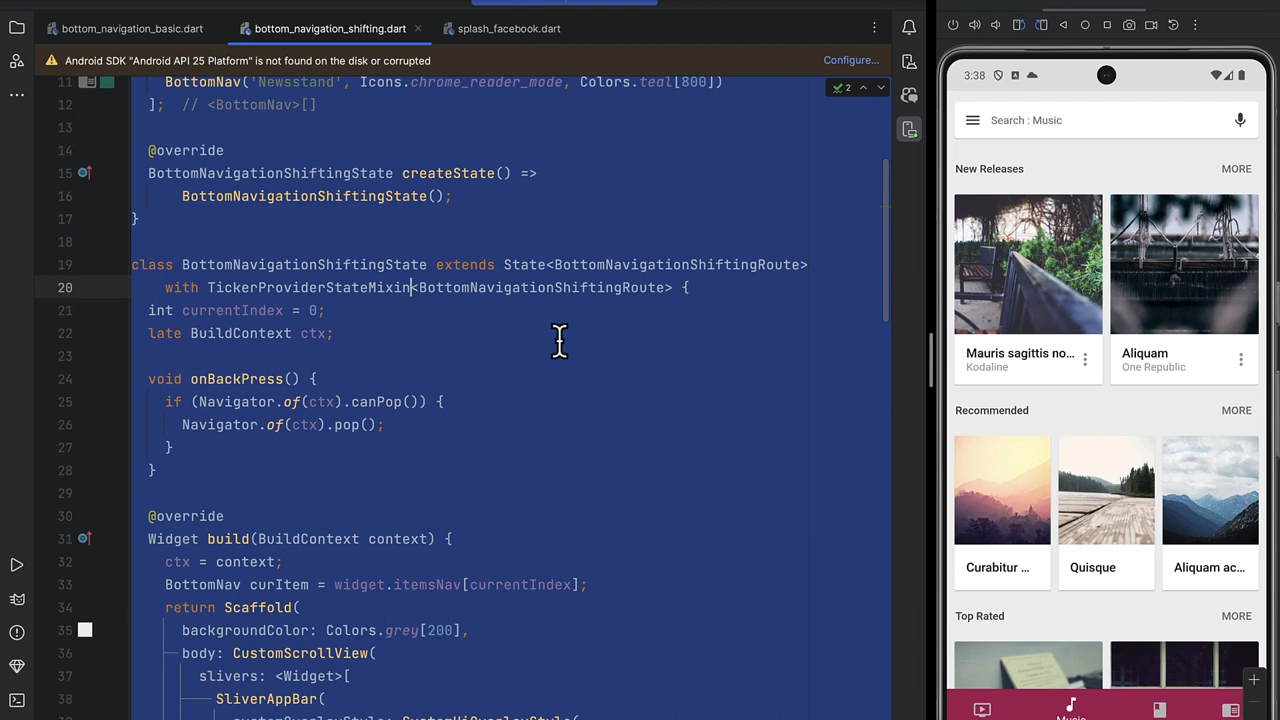 bottom_navigation_basic.dart
bottom_navigation_shifting.dart
splash_facebook.dart
Android SDK "Android API 25 Platform" is not found on the disk or corrupted
Configure...
2
11 BottomNav('Newsstand', Icons.chrome_reader_mode, Colors.teal[800])
12 ]; // <BottomNav>[]
13
14 @override
15 BottomNavigationShiftingState createState() =>
16 BottomNavigationShiftingState();
17 }
18
19 class BottomNavigationShiftingState extends State<BottomNavigationShiftingRoute>
20 with TickerProviderStateMixin<BottomNavigationShiftingRoute> {
21 int currentIndex = 0;
22 late BuildContext ctx;
23
24 void onBackPress() {
25 if (Navigator.of(ctx).canPop()) {
26 Navigator.of(ctx).pop();
27 }
28 }
29
30 @override
31 Widget build(BuildContext context) {
32 ctx = context;
33 BottomNav curItem = widget.itemsNav[currentIndex];
34 return Scaffold(
35 backgroundColor: Colors.grey[200],
36 body: CustomScrollView(
37 slivers: <Widget>[
38 SliverAppBar(
3:38
Search : Music
New Releases
MORE
Mauris sagittis no...
Kodaline
Aliquam
One Republic
Recommended
MORE
Curabitur ...
Quisque
Aliquam ac...
Top Rated
MORE
Music